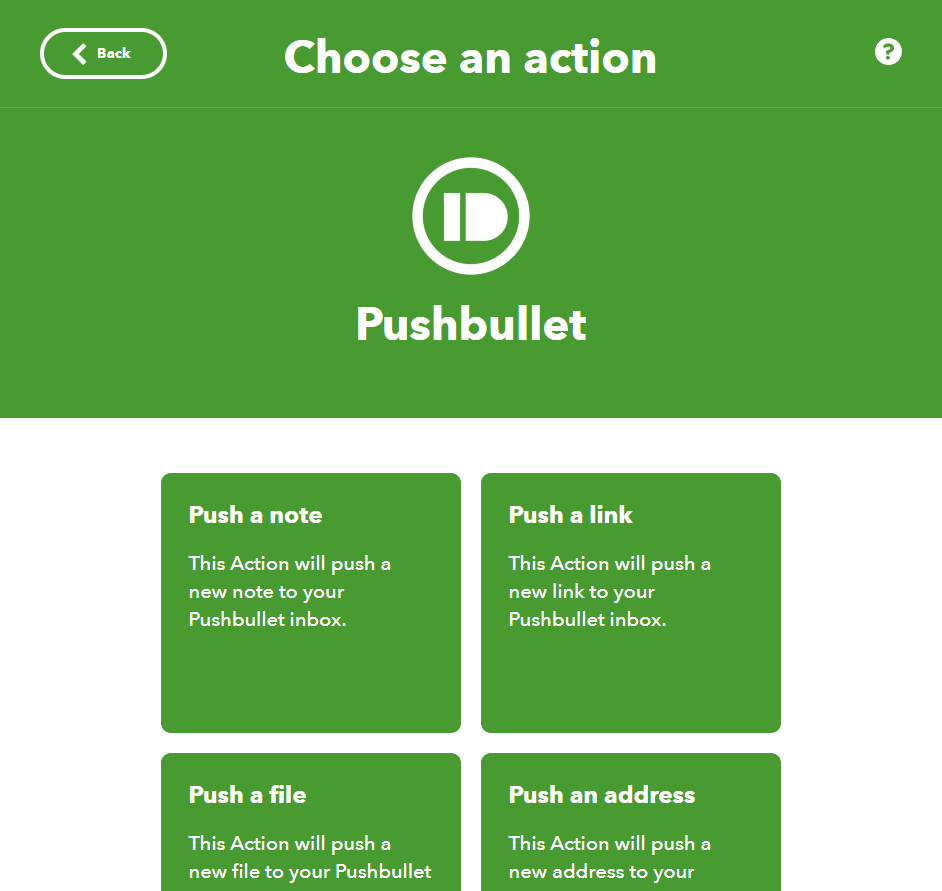 Back
Choose an action
?
Pushbullet
Push a note
This Action will push a
new note to your
Pushbullet inbox.
Push a link
This Action will push a
new link to your
Pushbullet inbox.
Push a file
This Action will push a
new file to your Pushbullet
Push an address
This Action will push a
new address to your